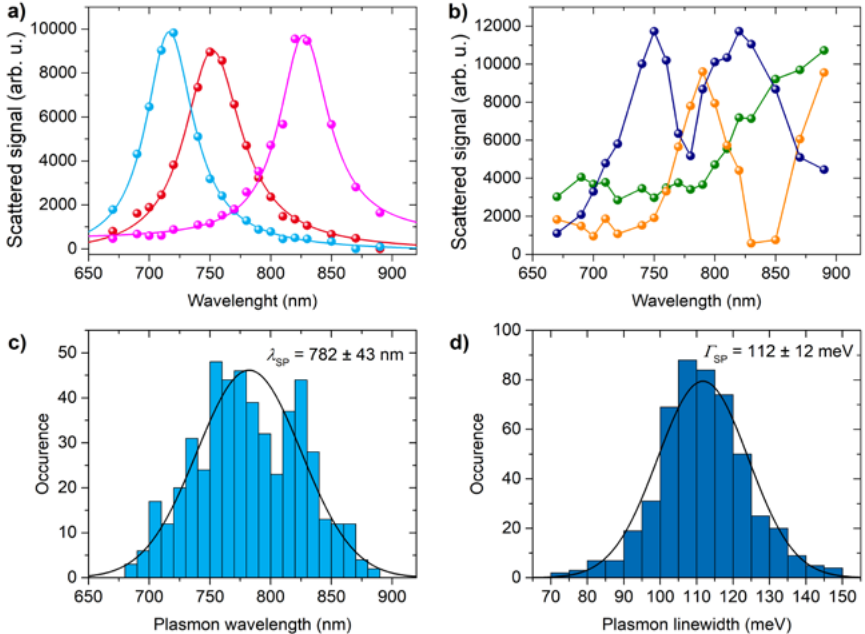 a)
Scattered signal (arb. u.)
10000
8000
6000
4000
2000
0
650 700 750 800 850 900
Wavelenght (nm)
b)
Scattered signal (arb. u.)
12000
10000
8000
6000
4000
2000
0
650 700 750 800 850 900
Wavelength (nm)
c)
λSP = 782 ± 43 nm
Occurence
50
40
30
20
10
0
650 700 750 800 850 900
Plasmon wavelength (nm)
d)
ΓSP = 112 ± 12 meV
Occurence
100
80
60
40
20
0
70 80 90 100 110 120 130 140 150
Plasmon linewidth (meV)